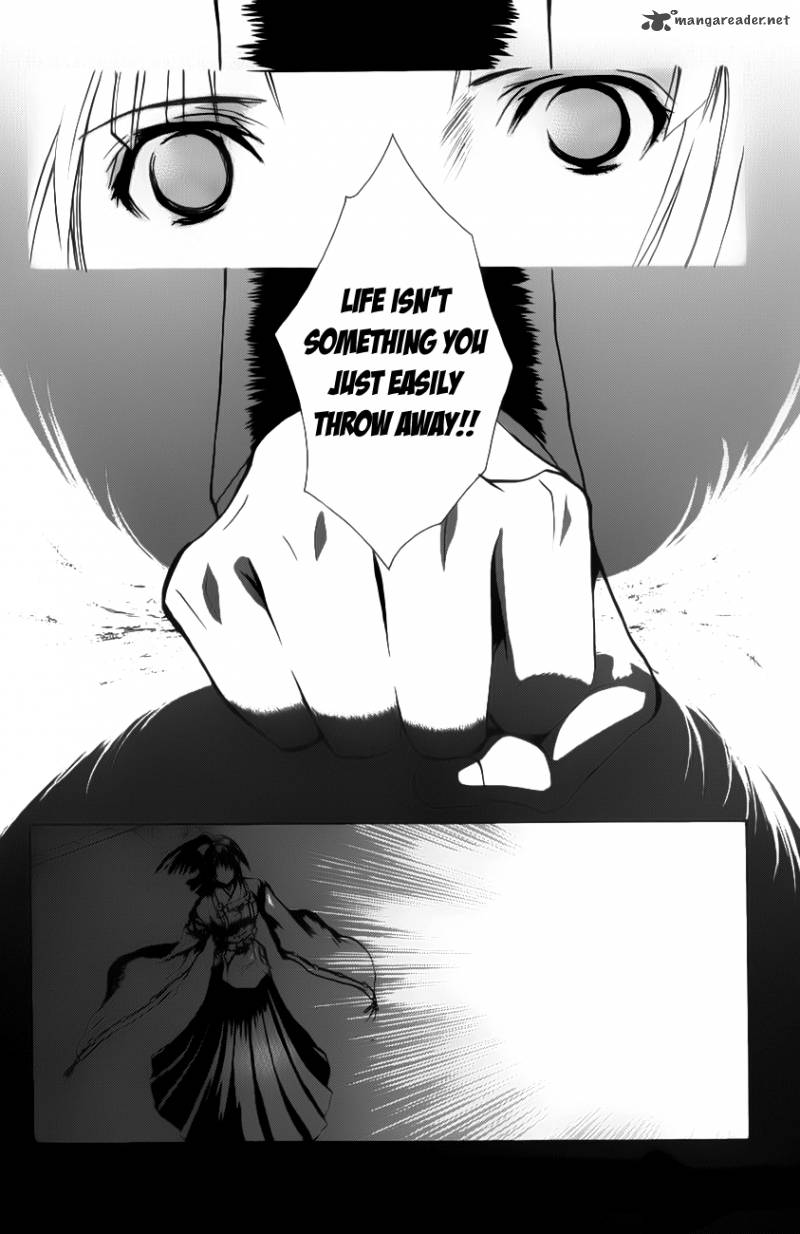 mangareader.net
LIFE ISN'T
SOMETHING YOU
JUST EASILY
THROW AWAY!!